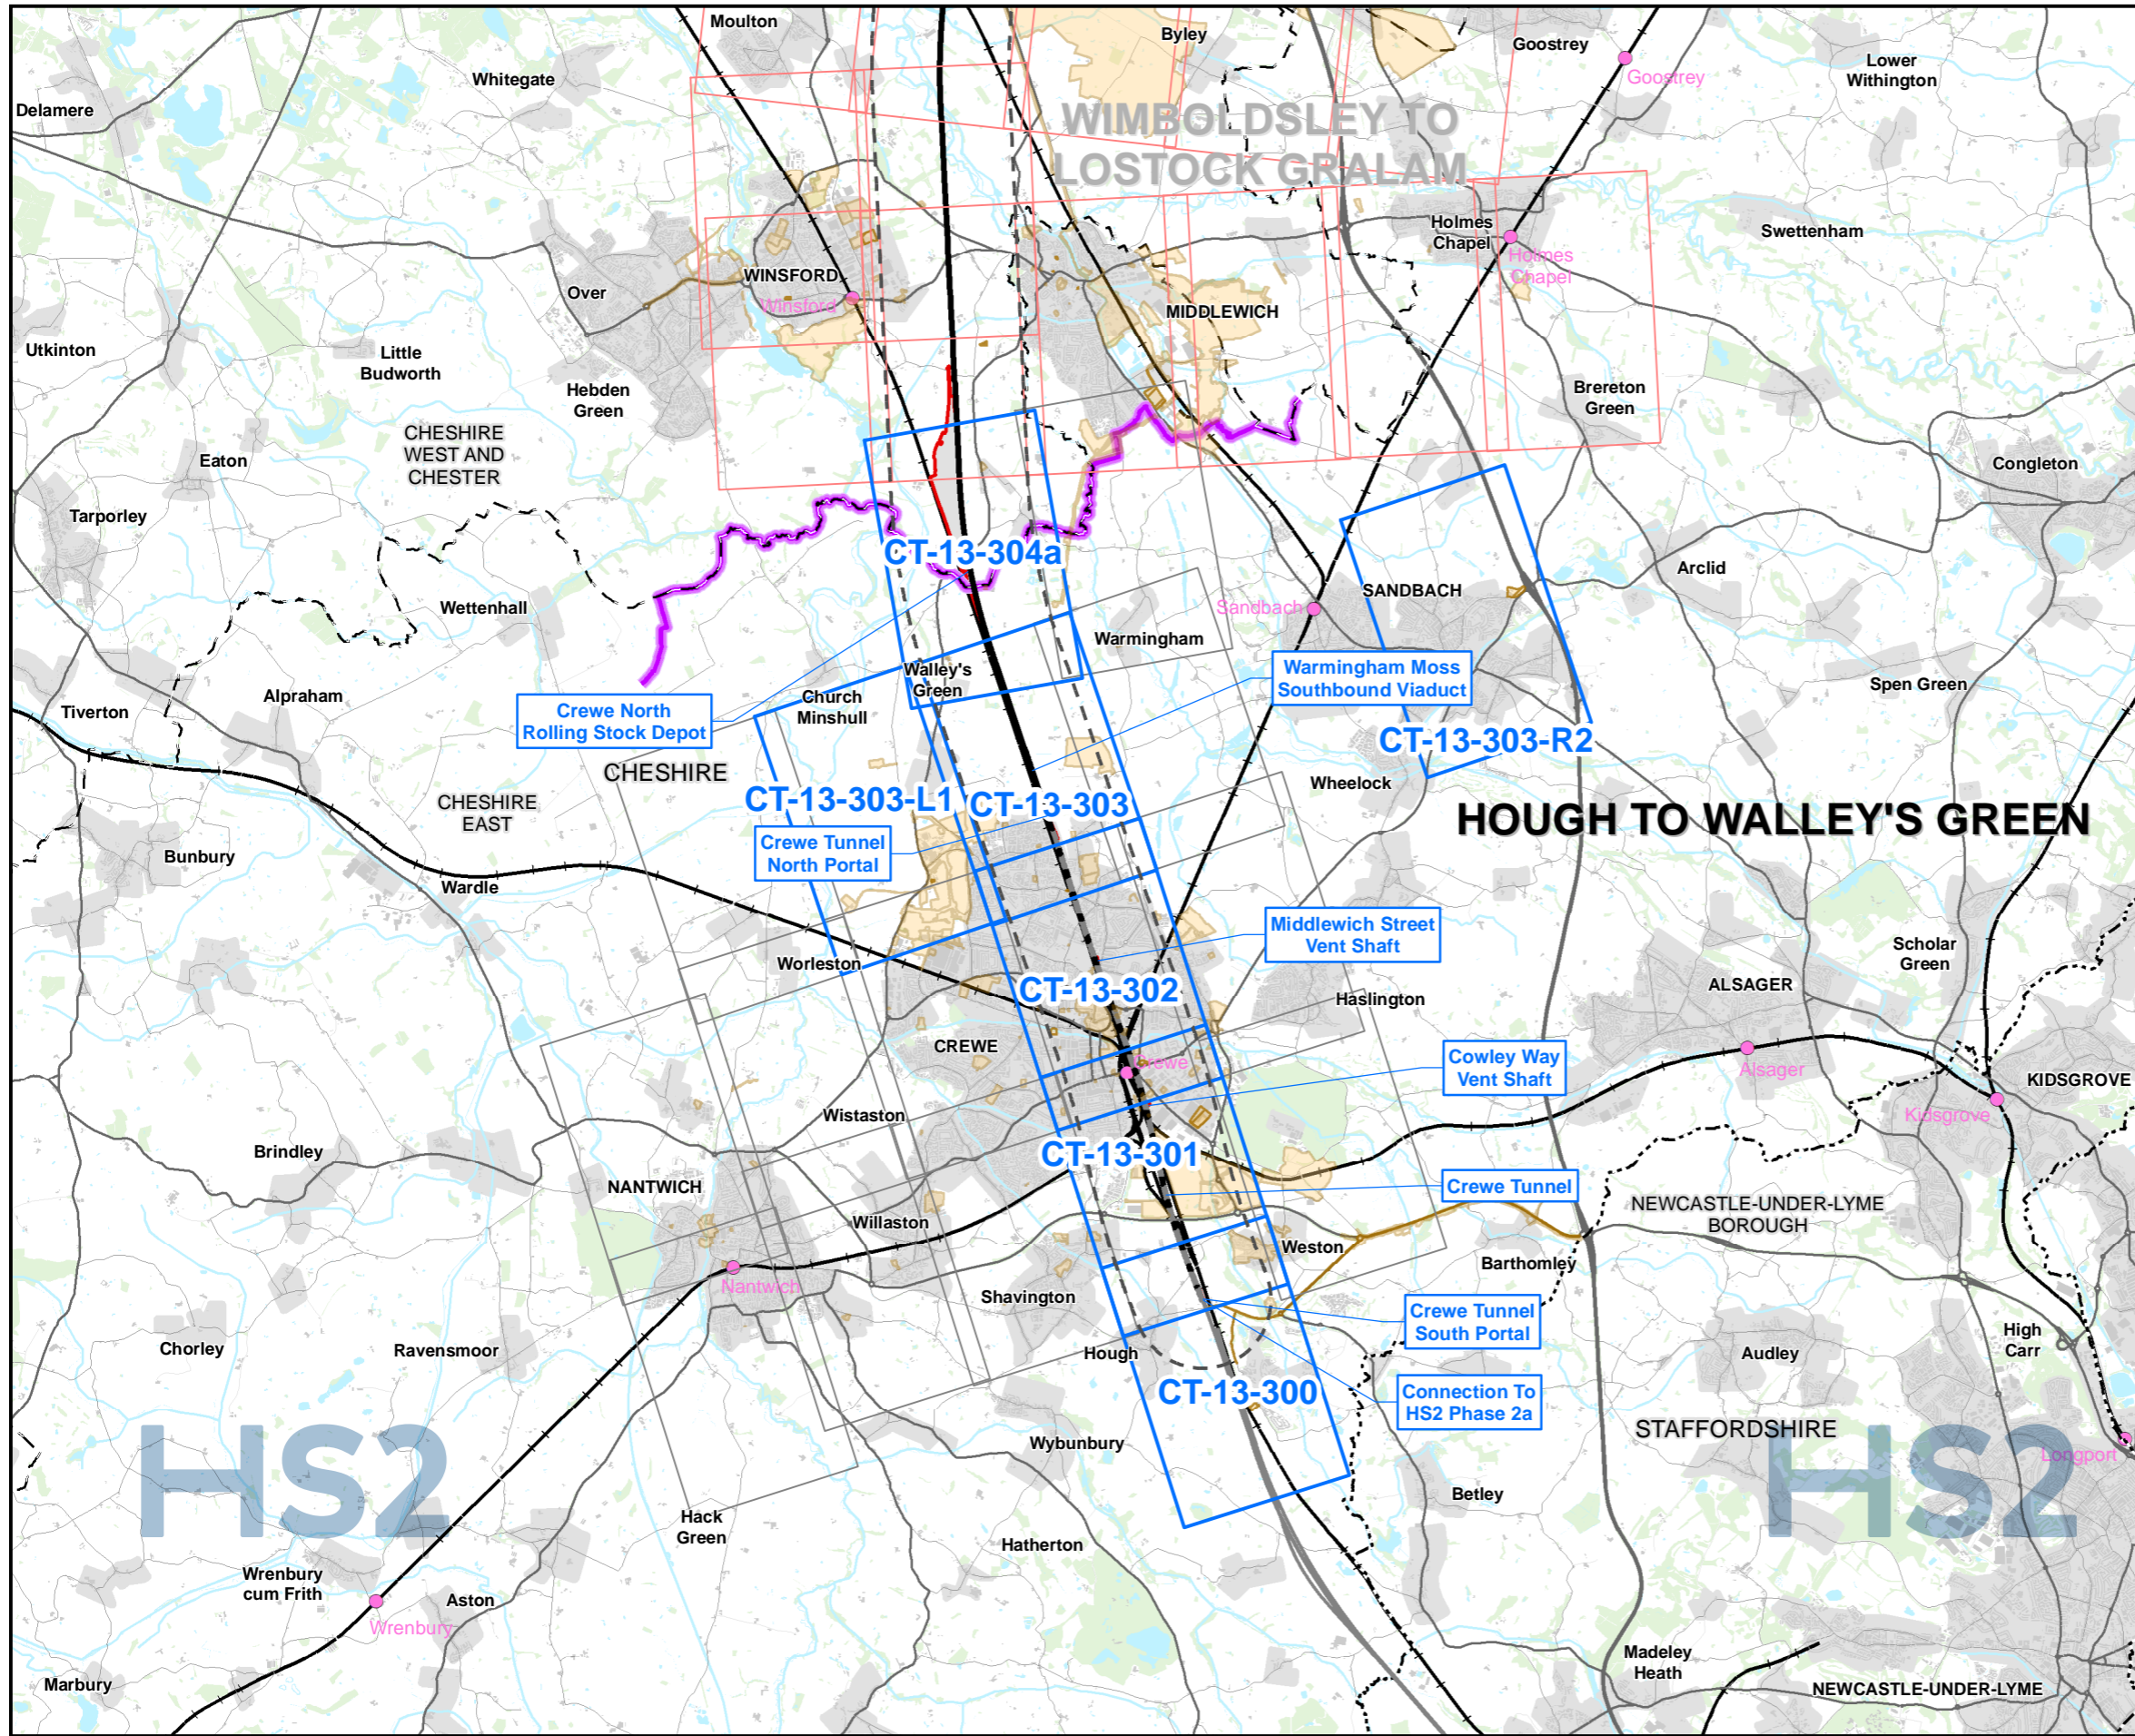 Moulton
Byley
Goostrey
Goostrey
Lower
Withington
Whitegate
Delamere
WIMBOLDSLEY TO
LOSTOCK GRALAM
Holmes
Chapel
Holmes
Chapel
Swettenham
WINSFORD
Winsford
Over
MIDDLEWICH
Utkinton
Little
Budworth
Hebden
Green
Brereton
Green
CHESHIRE
WEST AND
CHESTER
Eaton
Congleton
Tarporley
CT-13-304a
Arclid
SANDBACH
Sandbach
Wettenhall
Warmingham
Walley's
Green
Warmingham Moss
Southbound Viaduct
Spen Green
Alpraham
Church
Minshull
Tiverton
Crewe North
Rolling Stock Depot
CT-13-303-R2
CHESHIRE
Wheelock
CT-13-303-L1
CT-13-303
HOUGH TO WALLEY'S GREEN
CHESHIRE
EAST
Crewe Tunnel
North Portal
Bunbury
Wardle
Middlewich Street
Vent Shaft
Scholar
Green
Worleston
ALSAGER
CT-13-302
Haslington
CREWE
Crewe
Cowley Way
Vent Shaft
Alsager
KIDSGROVE
Kidsgrove
Wistaston
Brindley
CT-13-301
NANTWICH
Crewe Tunnel
NEWCASTLE-UNDER-LYME
BOROUGH
Willaston
Weston
Barthomley
Nantwich
Shavington
Crewe Tunnel
South Portal
High
Carr
Chorley
Ravensmoor
Hough
Audley
CT-13-300
Connection To
HS2 Phase 2a
STAFFORDSHIRE
Wybunbury
Longport
HS2
HS2
Betley
Hack
Green
Hatherton
Wrenbury
cum Frith
Aston
Wrenbury
Madeley
Heath
Marbury
NEWCASTLE-UNDER-LYME